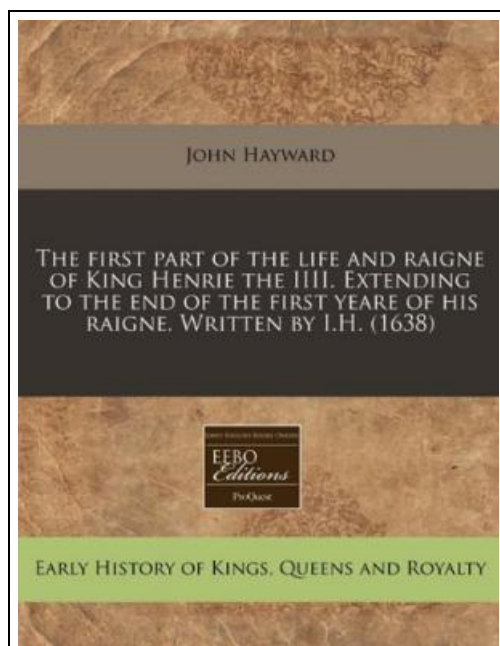 JOHN HAYWARD
THE FIRST PART OF THE LIFE AND RAIGNE
OF KING HENRIE THE IIII. EXTENDING
TO THE END OF THE FIRST YEARE OF HIS
RAIGNE. WRITTEN BY I.H. (1638)
EEBO
Editions
ProQuest
EARLY HISTORY OF KINGS, QUEENS AND ROYALTY